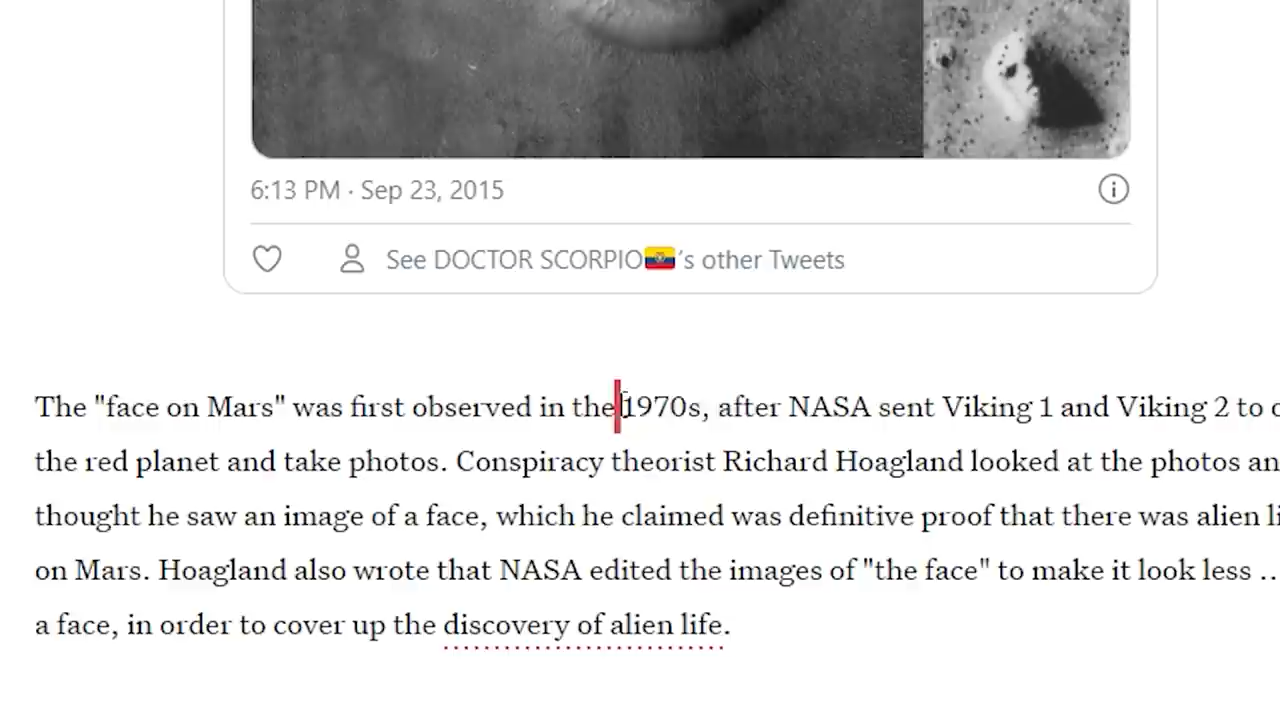 6:13 PM · Sep 23, 2015
See DOCTOR SCORPIO🇪🇨's other Tweets
The "face on Mars" was first observed in the 1970s, after NASA sent Viking 1 and Viking 2 to
the red planet and take photos. Conspiracy theorist Richard Hoagland looked at the photos
thought he saw an image of a face, which he claimed was definitive proof that there was alien
on Mars. Hoagland also wrote that NASA edited the images of "the face" to make it look less ..
a face, in order to cover up the discovery of alien life.